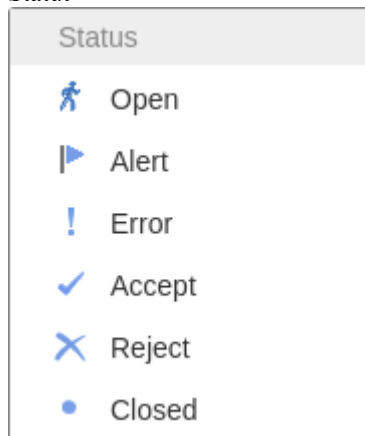 Status
Open
Alert
Error
Accept
Reject
Closed